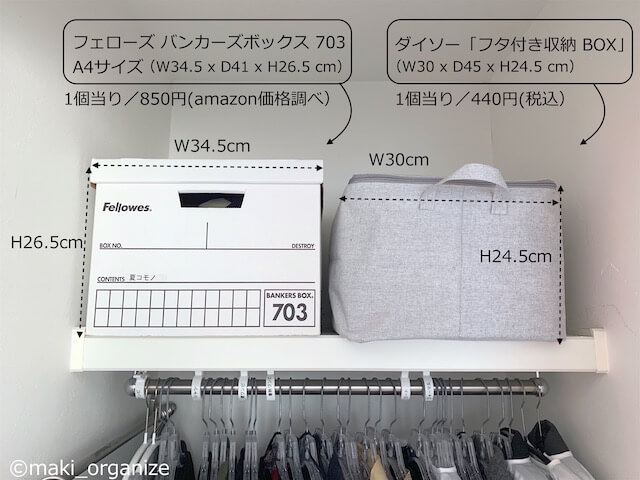 フェローズ バンカーズボックス 703
A4サイズ（W34.5 x D41 x H26.5 cm）
1個当り／850円(amazon価格調べ）
ダイソー「フタ付き収納 BOX」
（W30 x D45 x H24.5 cm）
1個当り／440円(税込）
W34.5cm
W30cm
H26.5cm
H24.5cm
Fellowes.
BOX NO.
DESTROY
CONTENTS 夏コモノ
BANKERS BOX®
703
©maki_organize